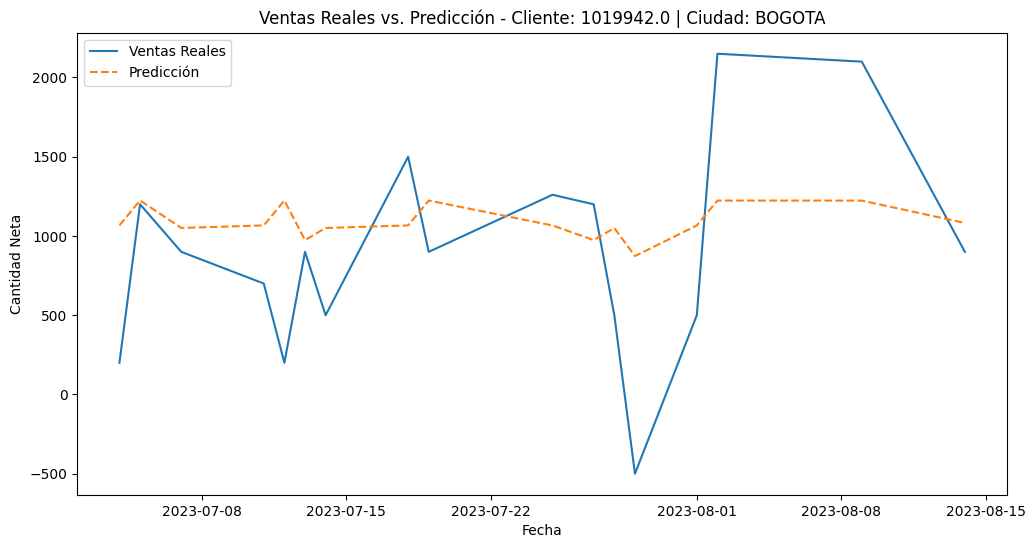 Ventas Reales vs. Predicción - Cliente: 1019942.0 | Ciudad: BOGOTA
Ventas Reales
Predicción
2000
1500
1000
500
0
−500
Cantidad Neta
2023-07-08
2023-07-15
2023-07-22
2023-08-01
2023-08-08
2023-08-15
Fecha